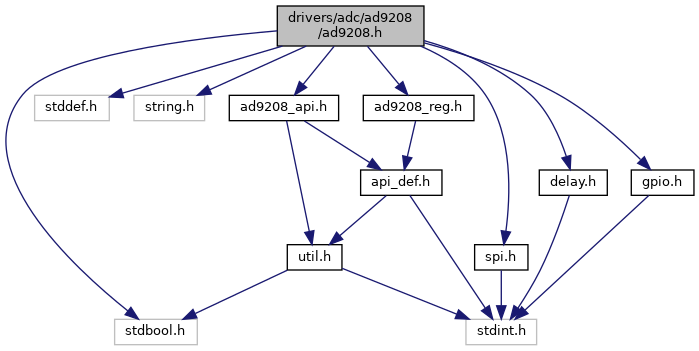 drivers/adc/ad9208
/ad9208.h
stddef.h
string.h
ad9208_api.h
ad9208_reg.h
api_def.h
delay.h
gpio.h
util.h
spi.h
stdbool.h
stdint.h